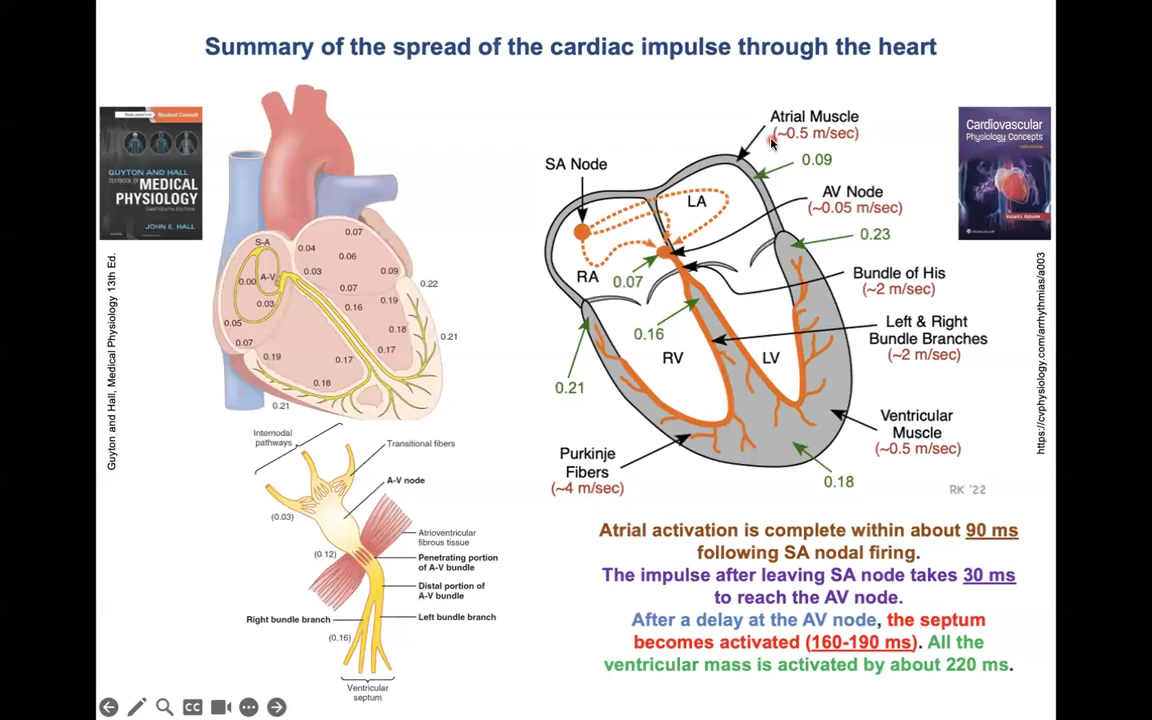 Summary of the spread of the cardiac impulse through the heart
GUYTON AND HALL
TEXTBOOK OF
MEDICAL
PHYSIOLOGY
THIRTEENTH EDITION
JOHN E. HALL
Guyton and Hall, Medical Physiology 13th Ed.
S-A
A-V
0.00
0.03
0.05
0.07
0.04
0.03
0.07
0.06
0.07
0.09
0.16
0.19
0.22
0.18
0.21
0.17
0.17
0.19
0.18
0.21
Internodal
pathways
Transitional fibers
A-V node
(0.03)
Atrioventricular
fibrous tissue
(0.12)
Penetrating portion
of A-V bundle
Distal portion of
A-V bundle
Right bundle branch
Left bundle branch
(0.16)
Ventricular
septum
SA Node
Atrial Muscle
(~0.5 m/sec)
0.09
LA
AV Node
(~0.05 m/sec)
0.23
RA
0.07
Bundle of His
(~2 m/sec)
0.16
Left & Right
Bundle Branches
(~2 m/sec)
RV
LV
0.21
Ventricular
Muscle
(~0.5 m/sec)
Purkinje
Fibers
(~4 m/sec)
0.18
RK '22
Cardiovascular
Physiology Concepts
https://cvphysiology.com/arrhythmias/a003
Atrial activation is complete within about 90 ms
following SA nodal firing.
The impulse after leaving SA node takes 30 ms
to reach the AV node.
After a delay at the AV node, the septum
becomes activated (160-190 ms). All the
ventricular mass is activated by about 220 ms.
CC